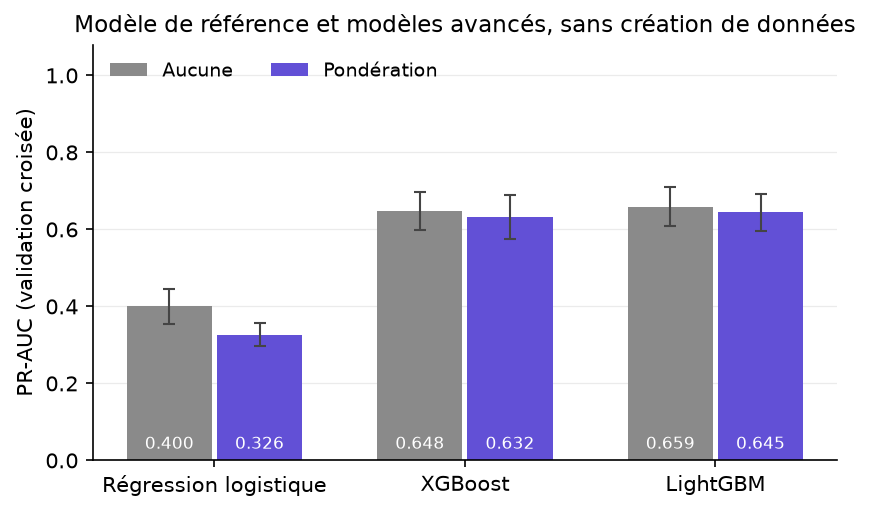 Modèle de référence et modèles avancés, sans création de données
Aucune
Pondération
PR-AUC (validation croisée)
1.0
0.8
0.6
0.4
0.2
0.0
0.400
0.326
0.648
0.632
0.659
0.645
Régression logistique
XGBoost
LightGBM